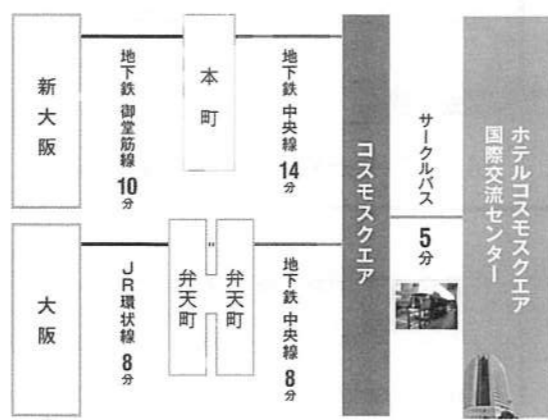 新大阪
地下鉄 御堂筋線
10分
本町
地下鉄 中央線
14分
大阪
JR環状線
8分
弁天町
弁天町
地下鉄 中央線
8分
コスモスクエア
サークルバス
5分
ホテルコスモスクエア
国際交流センター